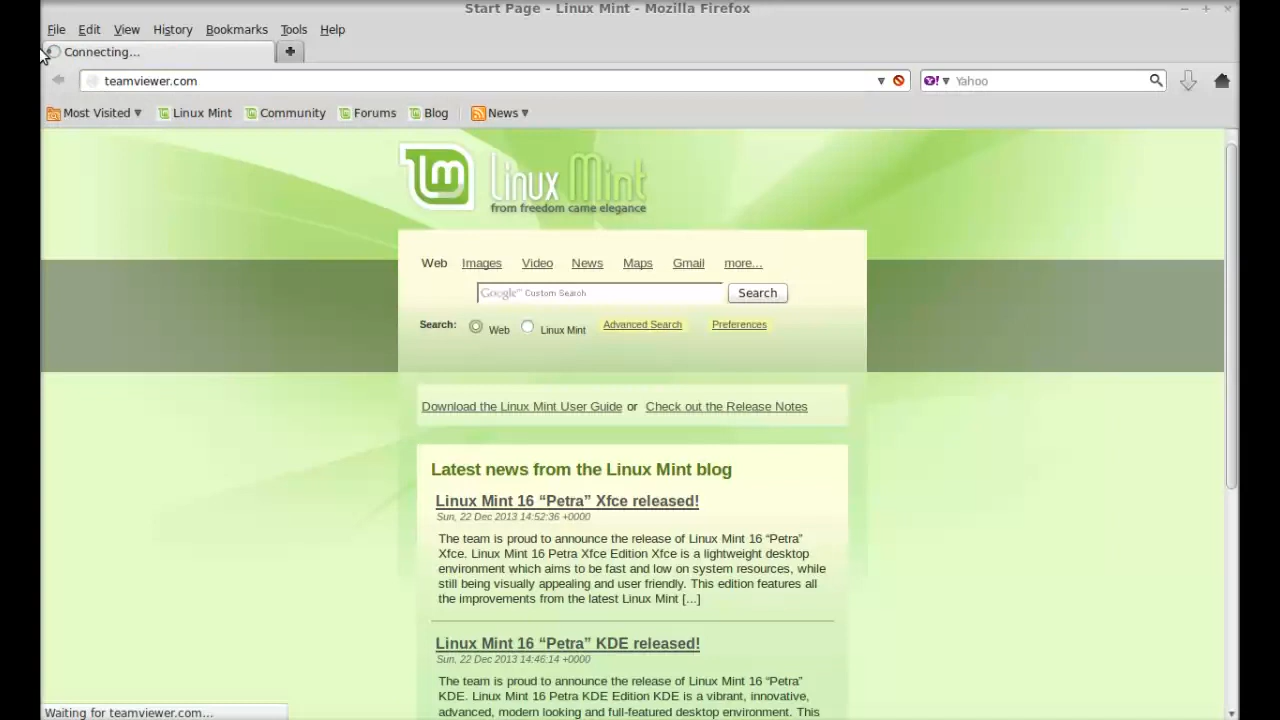 Start Page - Linux Mint - Mozilla Firefox
File Edit View History Bookmarks Tools Help
Connecting...
teamviewer.com Yahoo
Most Visited Linux Mint Community Forums Blog News
Linux Mint
from freedom came elegance
Web Images Video News Maps Gmail more...
Google™ Custom Search Search
Search: Web Linux Mint Advanced Search Preferences
Download the Linux Mint User Guide or Check out the Release Notes
Latest news from the Linux Mint blog
Linux Mint 16 “Petra” Xfce released!
Sun, 22 Dec 2013 14:52:36 +0000
The team is proud to announce the release of Linux Mint 16 “Petra”
Xfce. Linux Mint 16 Petra Xfce Edition Xfce is a lightweight desktop
environment which aims to be fast and low on system resources, while
still being visually appealing and user friendly. This edition features all
the improvements from the latest Linux Mint [...]
Linux Mint 16 “Petra” KDE released!
Sun, 22 Dec 2013 14:46:14 +0000
The team is proud to announce the release of Linux Mint 16 “Petra”
KDE. Linux Mint 16 Petra KDE Edition KDE is a vibrant, innovative,
advanced, modern looking and full-featured desktop environment. This
Waiting for teamviewer.com...